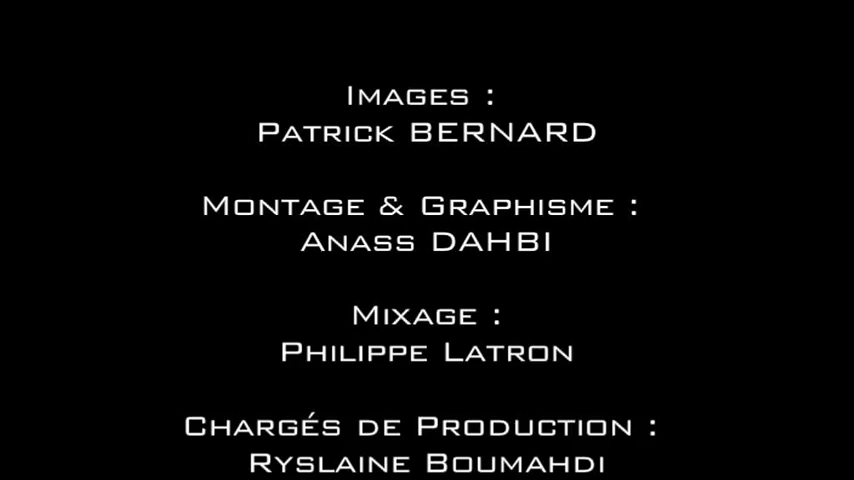 Images :
Patrick BERNARD
Montage & Graphisme :
Anass DAHBI
Mixage :
Philippe Latron
Chargés de Production :
Ryslaine Boumahdi